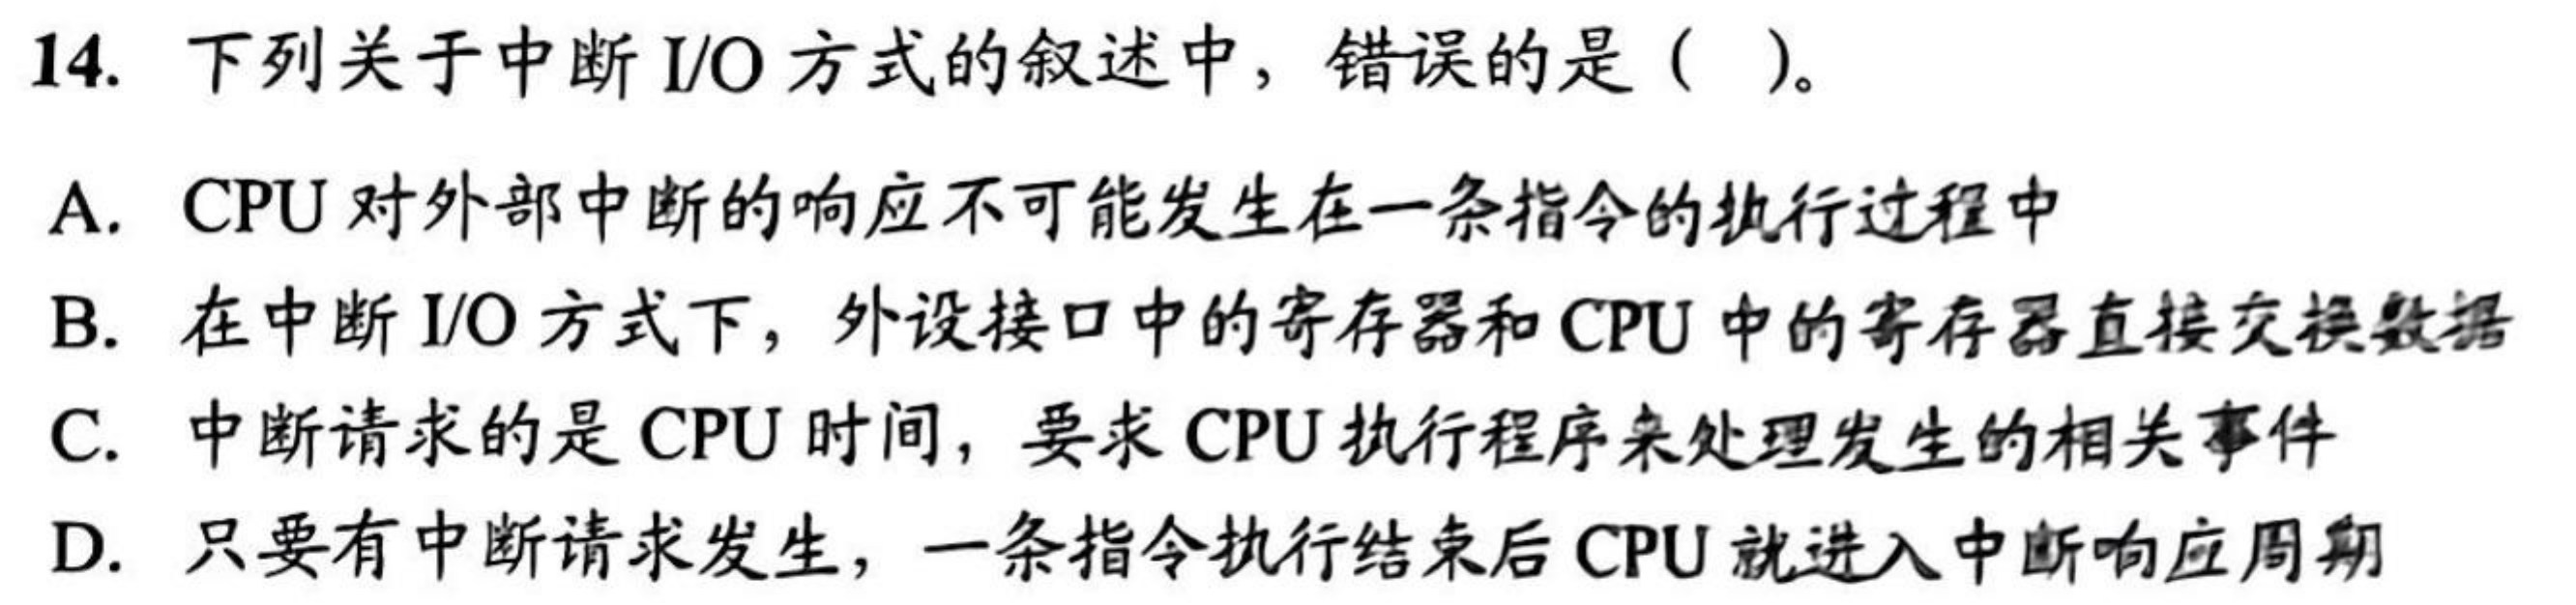 14. 下列关于中断 I/O 方式的叙述中，错误的是（ ）。
A. CPU 对外部中断的响应不可能发生在一条指令的执行过程中
B. 在中断 I/O 方式下，外设接口中的寄存器和 CPU 中的寄存器直接交换数据
C. 中断请求的是 CPU 时间，要求 CPU 执行程序来处理发生的相关事件
D. 只要有中断请求发生，一条指令执行结束后 CPU 就进入中断响应周期